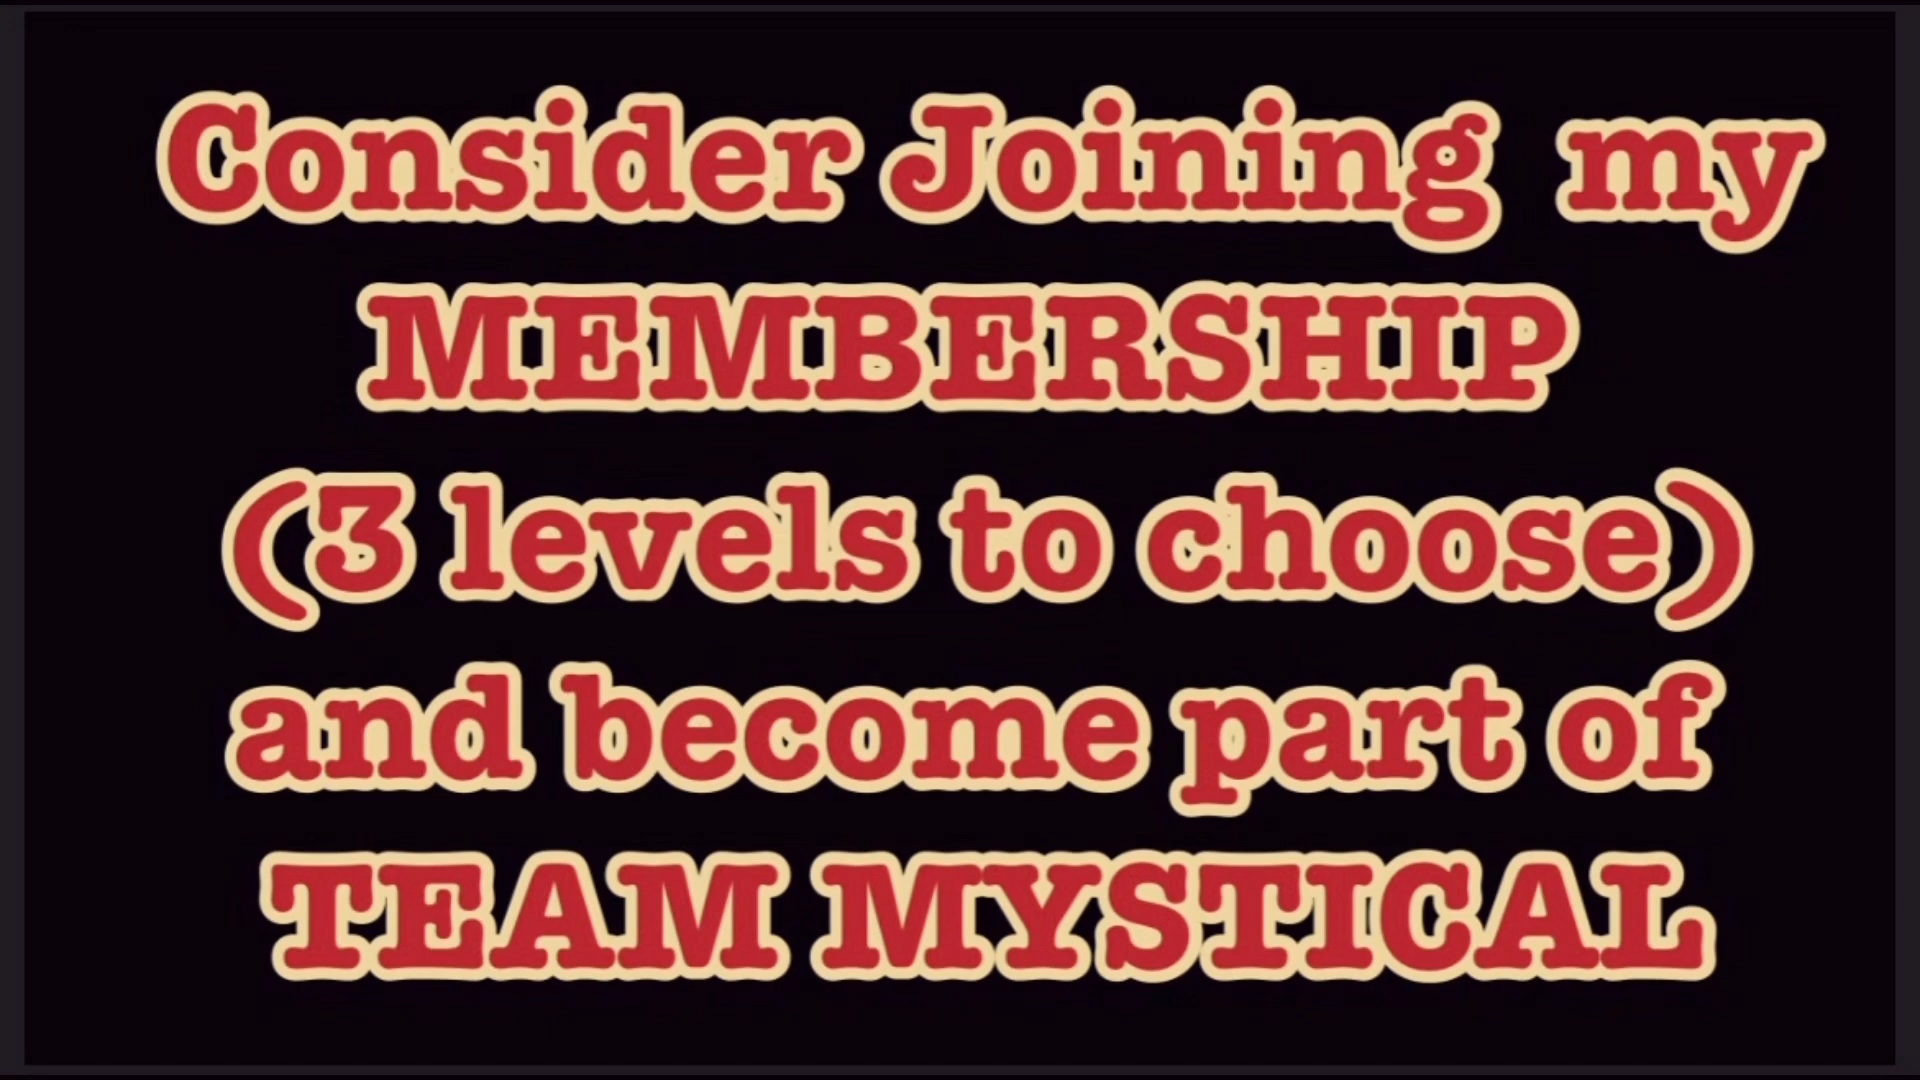 Consider Joining my
MEMBERSHIP
(3 levels to choose)
and become part of
TEAM MYSTICAL